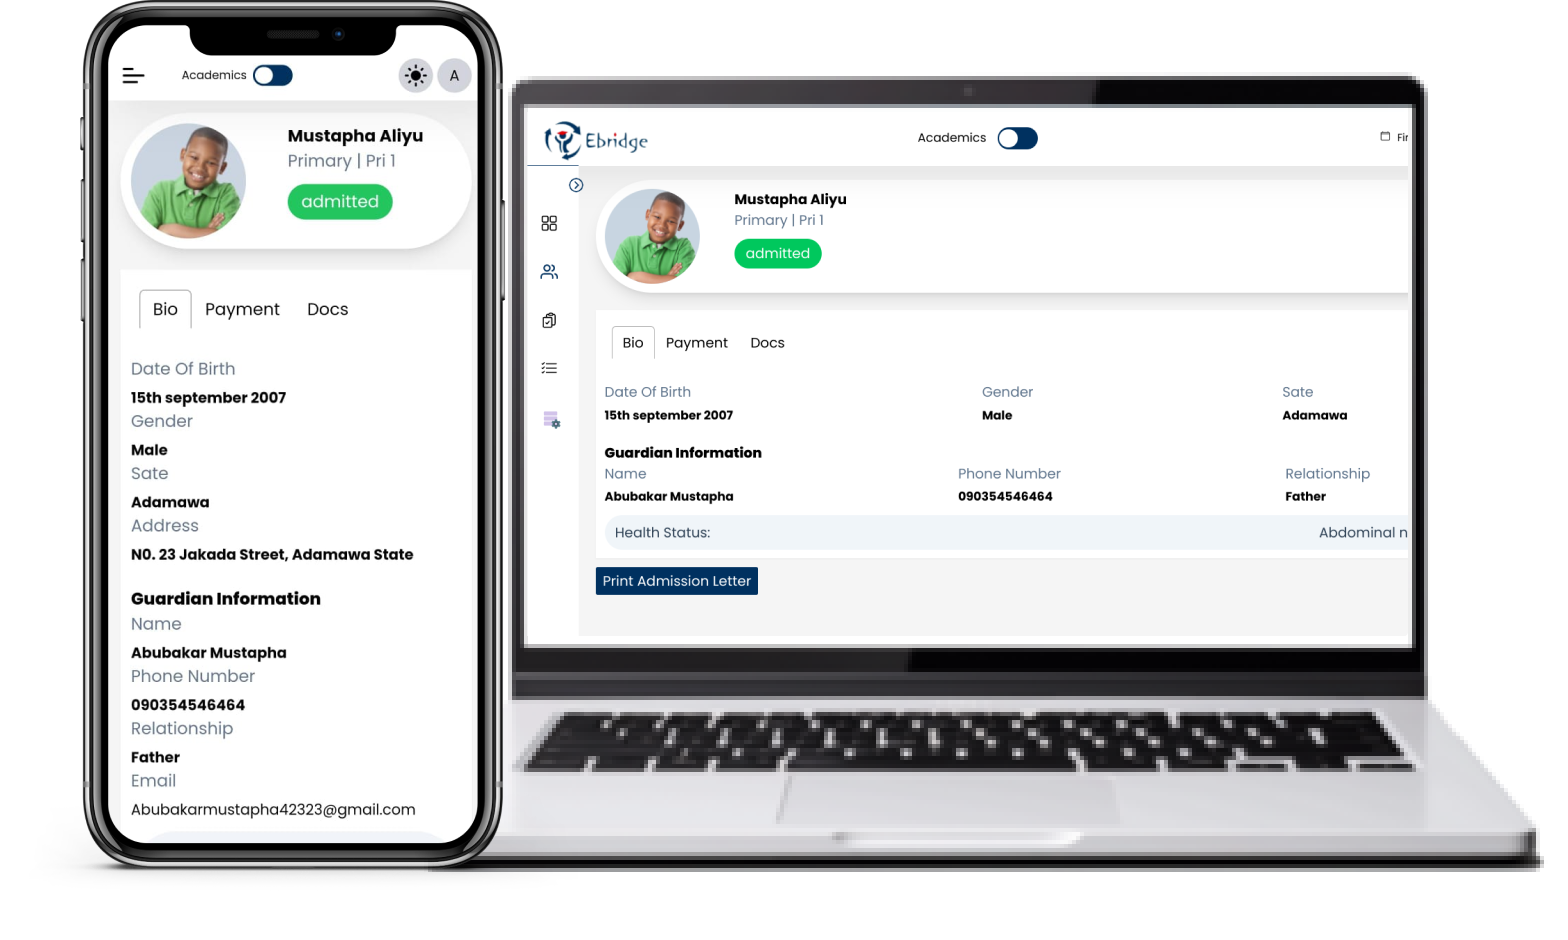 Academics
A
Mustapha Aliyu
Primary | Pri 1
admitted
Bio Payment Docs
Date Of Birth
15th september 2007
Gender
Male
Sate
Adamawa
Address
N0. 23 Jakada Street, Adamawa State
Guardian Information
Name
Abubakar Mustapha
Phone Number
090354546464
Relationship
Father
Email
Abubakarmustapha42323@gmail.com
Ebridge Academics Fir
Mustapha Aliyu
Primary | Pri 1
admitted
Bio Payment Docs
Date Of Birth Gender Sate
15th september 2007 Male Adamawa
Guardian Information
Name Phone Number Relationship
Abubakar Mustapha 090354546464 Father
Health Status: Abdominal n
Print Admission Letter